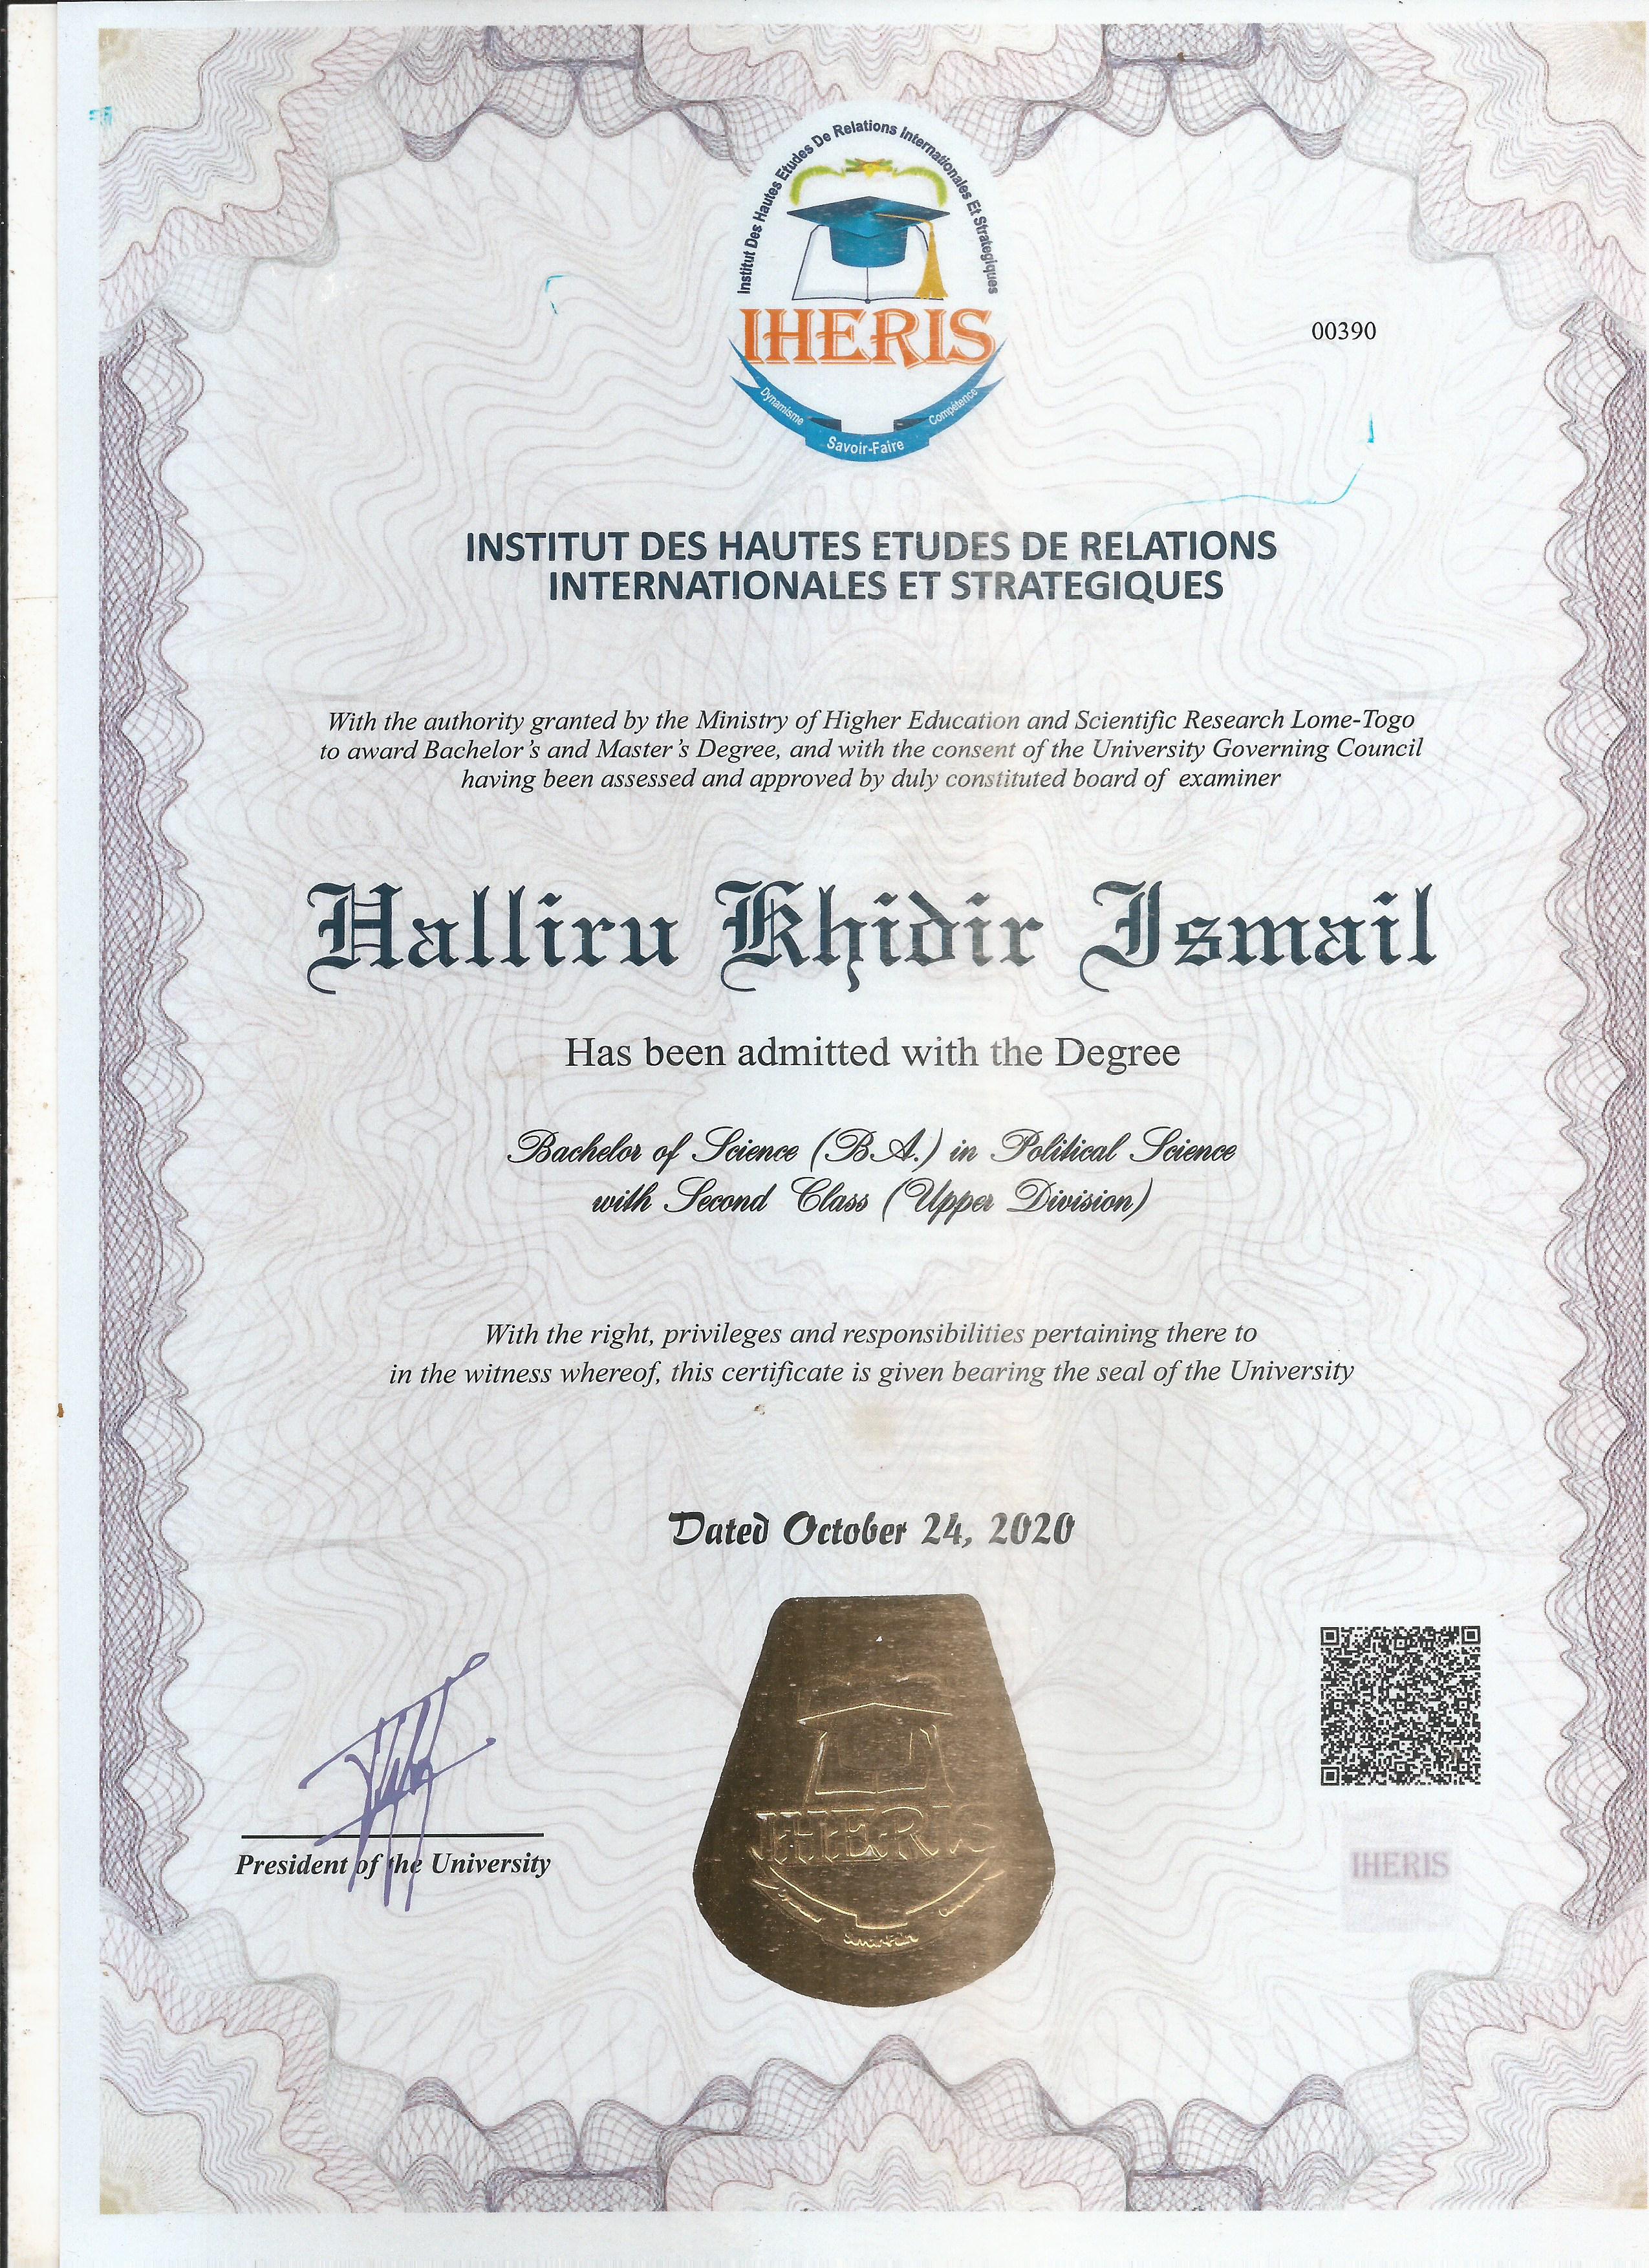 Institut Des Hautes Etudes De Relations Internationales Et Strategiques
IHERIS
Dynamisme
Savoir-Faire
Compétence
00390
INSTITUT DES HAUTES ETUDES DE RELATIONS
INTERNATIONALES ET STRATEGIQUES
With the authority granted by the Ministry of Higher Education and Scientific Research Lome-Togo
to award Bachelor's and Master's Degree, and with the consent of the University Governing Council
having been assessed and approved by duly constituted board of examiner
Halliru Khidir Ismail
Has been admitted with the Degree
Bachelor of Science (B.A.) in Political Science
with Second Class (Upper Division)
With the right, privileges and responsibilities pertaining there to
in the witness whereof, this certificate is given bearing the seal of the University
Dated October 24, 2020
IHERIS
President of the University
IHERIS